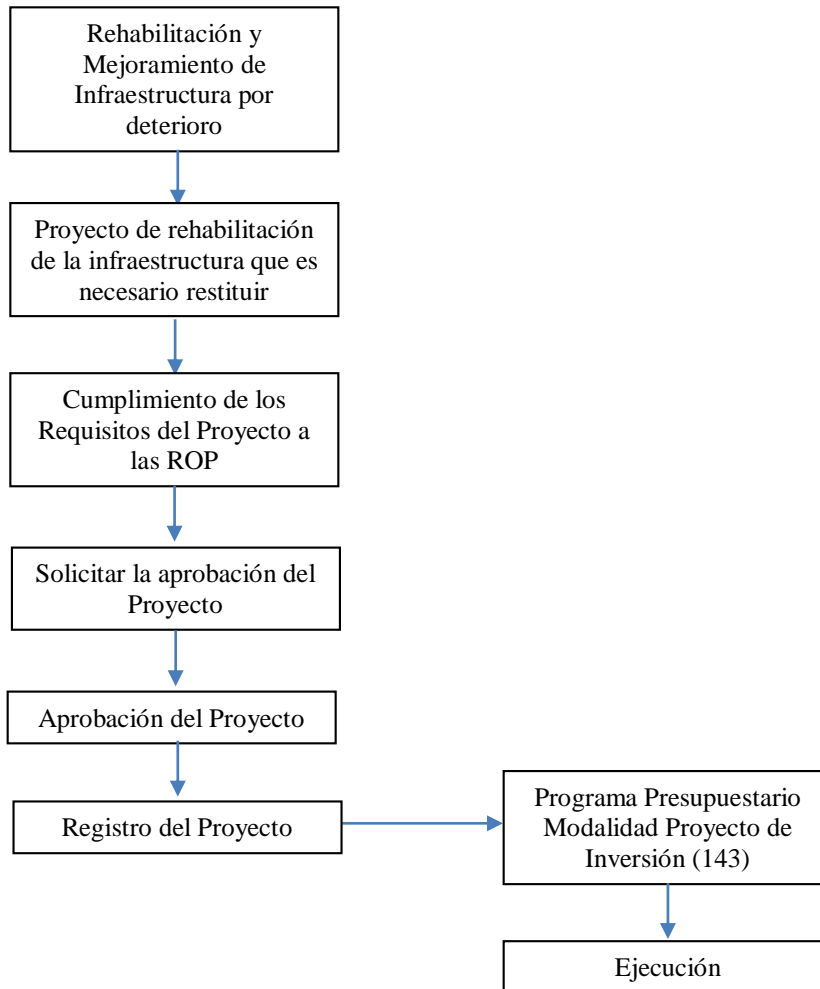 Rehabilitación y
Mejoramiento de
Infraestructura por
deterioro
Proyecto de rehabilitación
de la infraestructura que es
necesario restituir
Cumplimiento de los
Requisitos del Proyecto a
las ROP
Solicitar la aprobación del
Proyecto
Aprobación del Proyecto
Registro del Proyecto
Programa Presupuestario
Modalidad Proyecto de
Inversión (143)
Ejecución